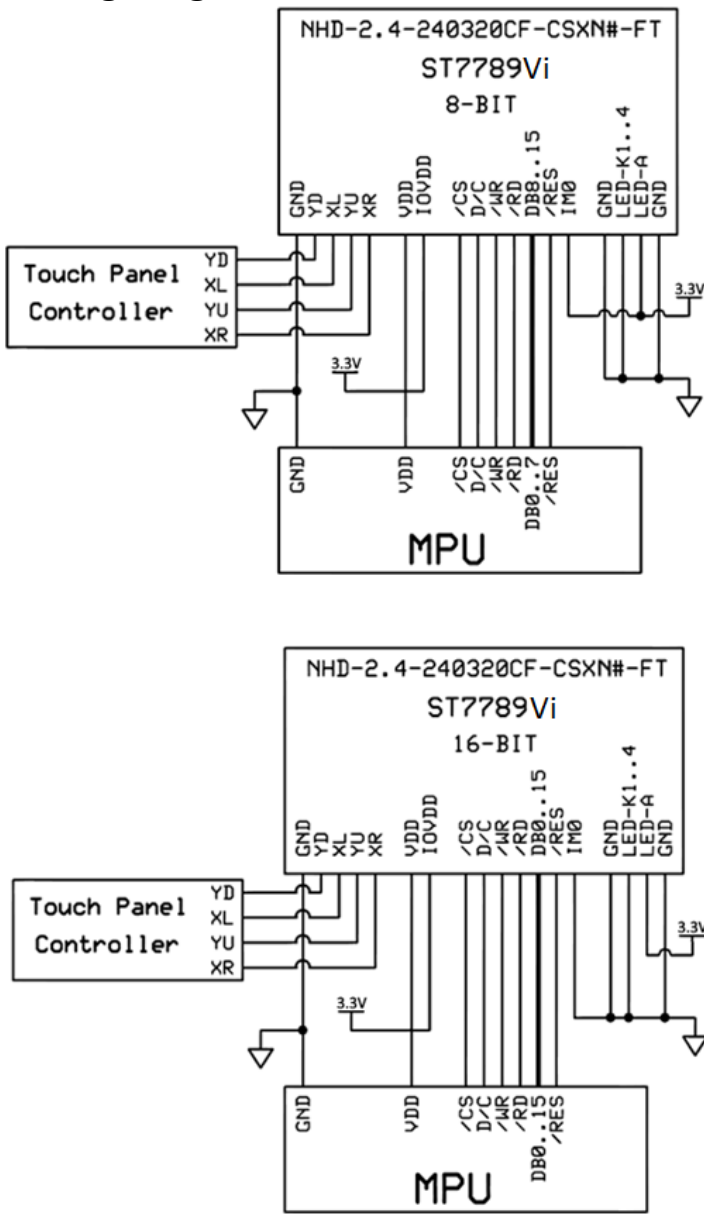 NHD-2.4-240320CF-CSXN#-FT
ST7789Vi
8-BIT
GND
YD
XL
YU
XR
VDD
IOVDD
/CS
D/C
/WR
/RD
DB8..15
/RES
IM0
GND
LED-K1..4
LED-A
GND
Touch Panel
Controller
YD
XL
YU
XR
3.3V
3.3V
GND
VDD
/CS
D/C
/WR
/RD
DB0..7
/RES
MPU
NHD-2.4-240320CF-CSXN#-FT
ST7789Vi
16-BIT
GND
YD
XL
YU
XR
VDD
IOVDD
/CS
D/C
/WR
/RD
DB0..15
/RES
IM0
GND
LED-K1..4
LED-A
GND
Touch Panel
Controller
YD
XL
YU
XR
3.3V
3.3V
GND
VDD
/CS
D/C
/WR
/RD
DB0..15
/RES
MPU